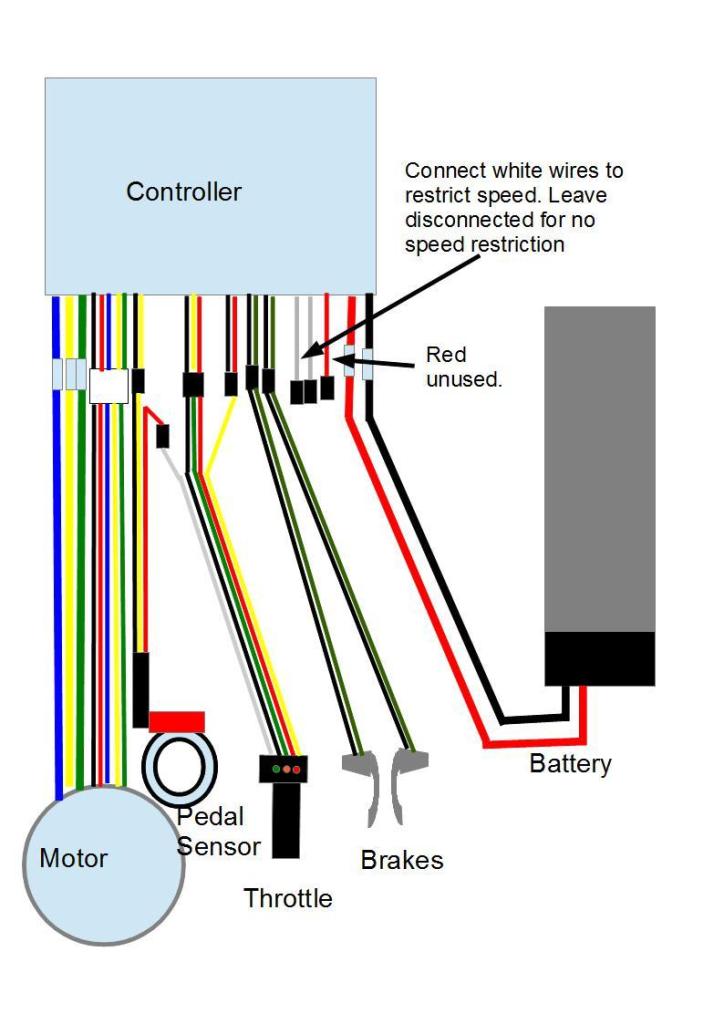 Controller
Connect white wires to
restrict speed. Leave
disconnected for no
speed restriction
Red
unused.
Battery
Pedal
Sensor
Motor
Brakes
Throttle